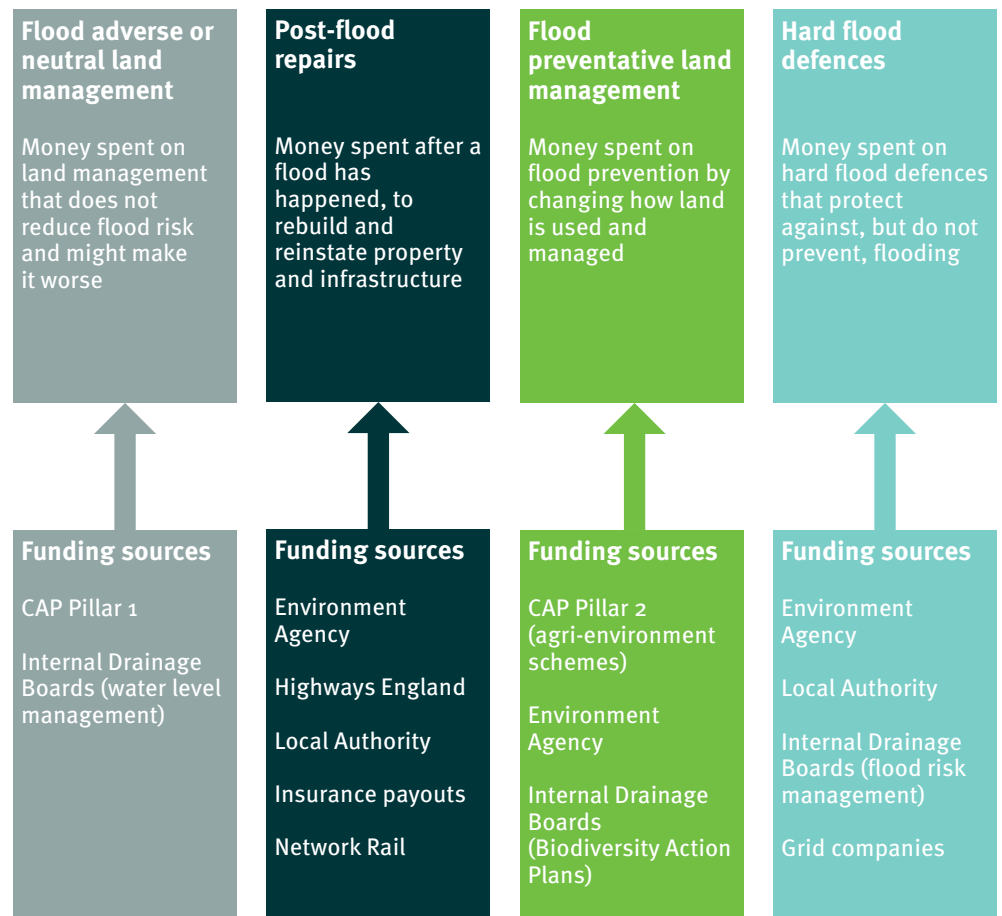 Flood adverse or
neutral land
management
Money spent on
land management
that does not
reduce flood risk
and might make
it worse
Post-flood
repairs
Money spent after a
flood has
happened, to
rebuild and
reinstate property
and infrastructure
Flood
preventative land
management
Money spent on
flood prevention by
changing how land
is used and
managed
Hard flood
defences
Money spent on
hard flood defences
that protect
against, but do not
prevent, flooding
Funding sources
CAP Pillar 1
Internal Drainage
Boards (water level
management)
Funding sources
Environment
Agency
Highways England
Local Authority
Insurance payouts
Network Rail
Funding sources
CAP Pillar 2
(agri-environment
schemes)
Environment
Agency
Internal Drainage
Boards
(Biodiversity Action
Plans)
Funding sources
Environment
Agency
Local Authority
Internal Drainage
Boards (flood risk
management)
Grid companies